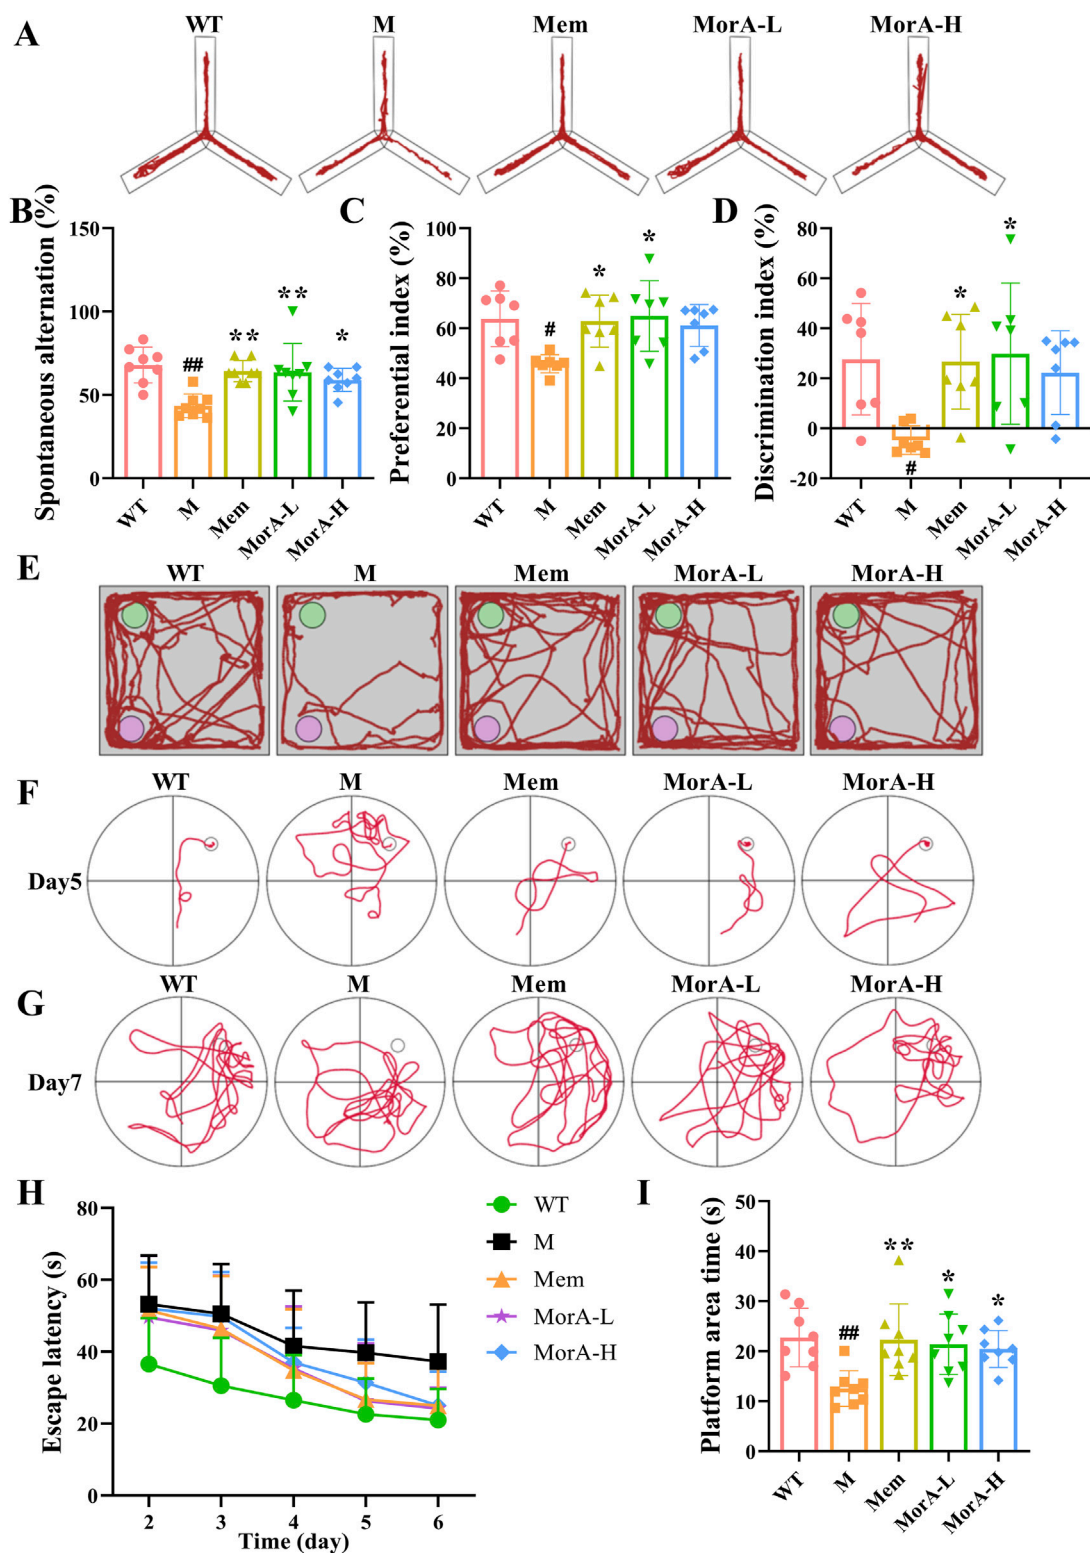 A
WT M Mem MorA-L MorA-H
B
Spontaneous alternation (%)
150
100
50
0
## ** ** *
WT M Mem MorA-L MorA-H
C
Preferential index (%)
100
80
60
40
20
0
# * *
WT M Mem MorA-L MorA-H
D
Discrimination index (%)
80
60
40
20
0
-20
# * *
WT M Mem MorA-L MorA-H
E
WT M Mem MorA-L MorA-H
F
WT M Mem MorA-L MorA-H
Day5
G
WT M Mem MorA-L MorA-H
Day7
H
Escape latency (s)
80
60
40
20
0
2 3 4 5 6
Time (day)
WT
M
Mem
MorA-L
MorA-H
I
Platform area time (s)
50
40
30
20
10
0
## ** * *
WT M Mem MorA-L MorA-H